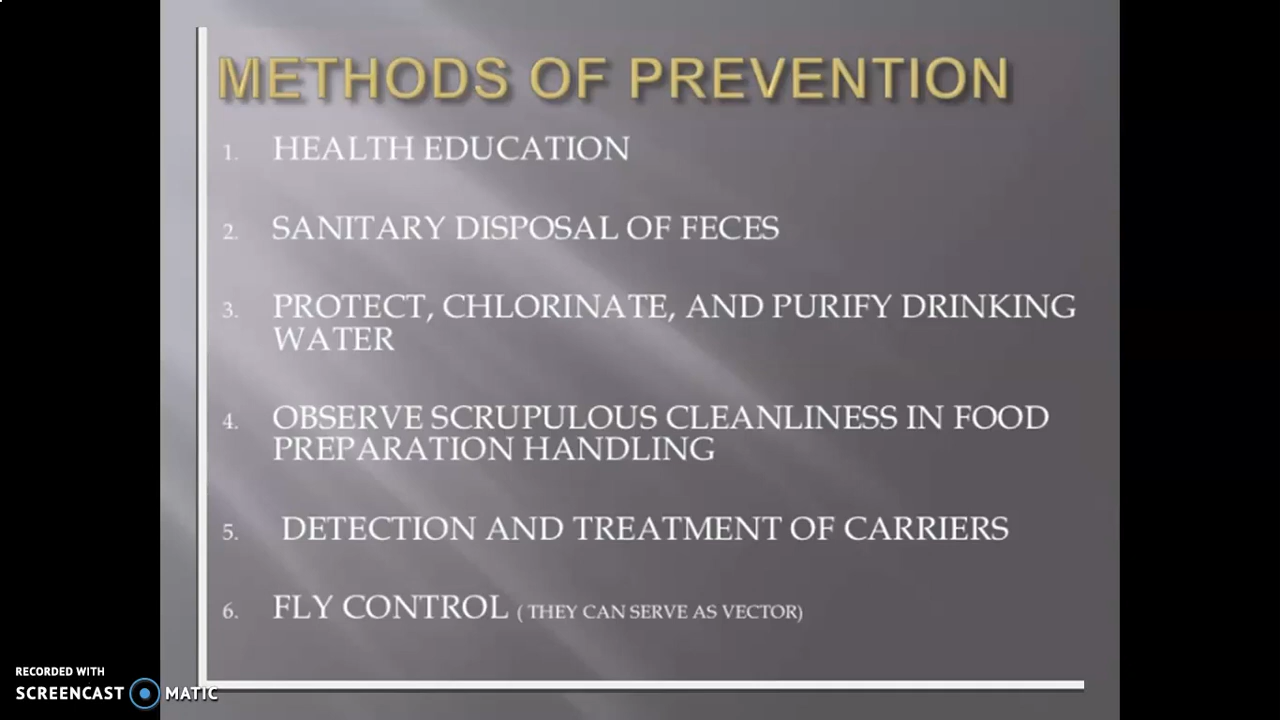 METHODS OF PREVENTION
1. HEALTH EDUCATION
2. SANITARY DISPOSAL OF FECES
3. PROTECT, CHLORINATE, AND PURIFY DRINKING
WATER
4. OBSERVE SCRUPULOUS CLEANLINESS IN FOOD
PREPARATION HANDLING
5. DETECTION AND TREATMENT OF CARRIERS
6. FLY CONTROL ( THEY CAN SERVE AS VECTOR)
RECORDED WITH
SCREENCAST MATIC